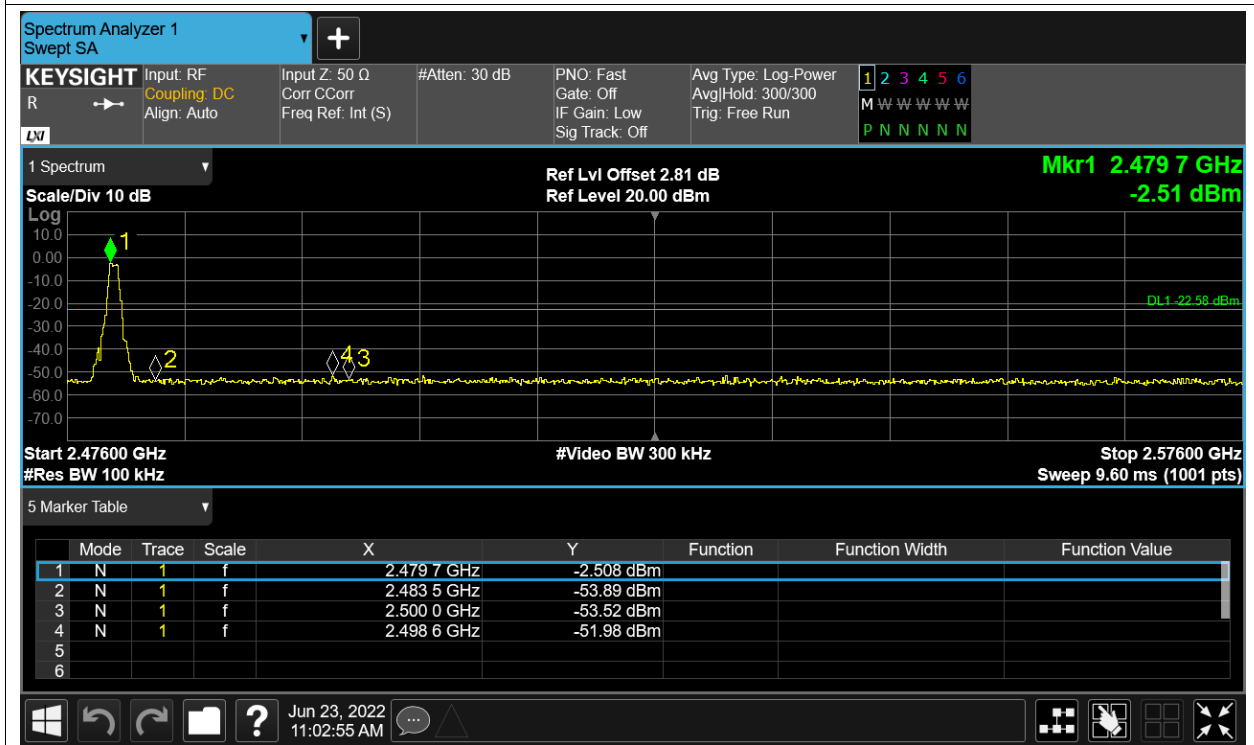 Spectrum Analyzer 1
Swept SA
+
KEYSIGHT Input: RF Input Z: 50 Ω #Atten: 30 dB PNO: Fast Avg Type: Log-Power 1 2 3 4 5 6
R Coupling: DC Corr CCorr Gate: Off Avg|Hold: 300/300 M W W W W W
Align: Auto Freq Ref: Int (S) IF Gain: Low Trig: Free Run
LXI Sig Track: Off P N N N N N
1 Spectrum Ref Lvl Offset 2.81 dB Mkr1 2.479 7 GHz
Scale/Div 10 dB Ref Level 20.00 dBm -2.51 dBm
Log
10.0 1
0.00
-10.0
-20.0 DL1 -22.58 dBm
-30.0
-40.0 2 4 3
-50.0
-60.0
-70.0
Start 2.47600 GHz #Video BW 300 kHz Stop 2.57600 GHz
#Res BW 100 kHz Sweep 9.60 ms (1001 pts)
5 Marker Table
Mode Trace Scale X Y Function Function Width Function Value
1 N 1 f 2.479 7 GHz -2.508 dBm
2 N 1 f 2.483 5 GHz -53.89 dBm
3 N 1 f 2.500 0 GHz -53.52 dBm
4 N 1 f 2.498 6 GHz -51.98 dBm
5
6
? Jun 23, 2022
11:02:55 AM